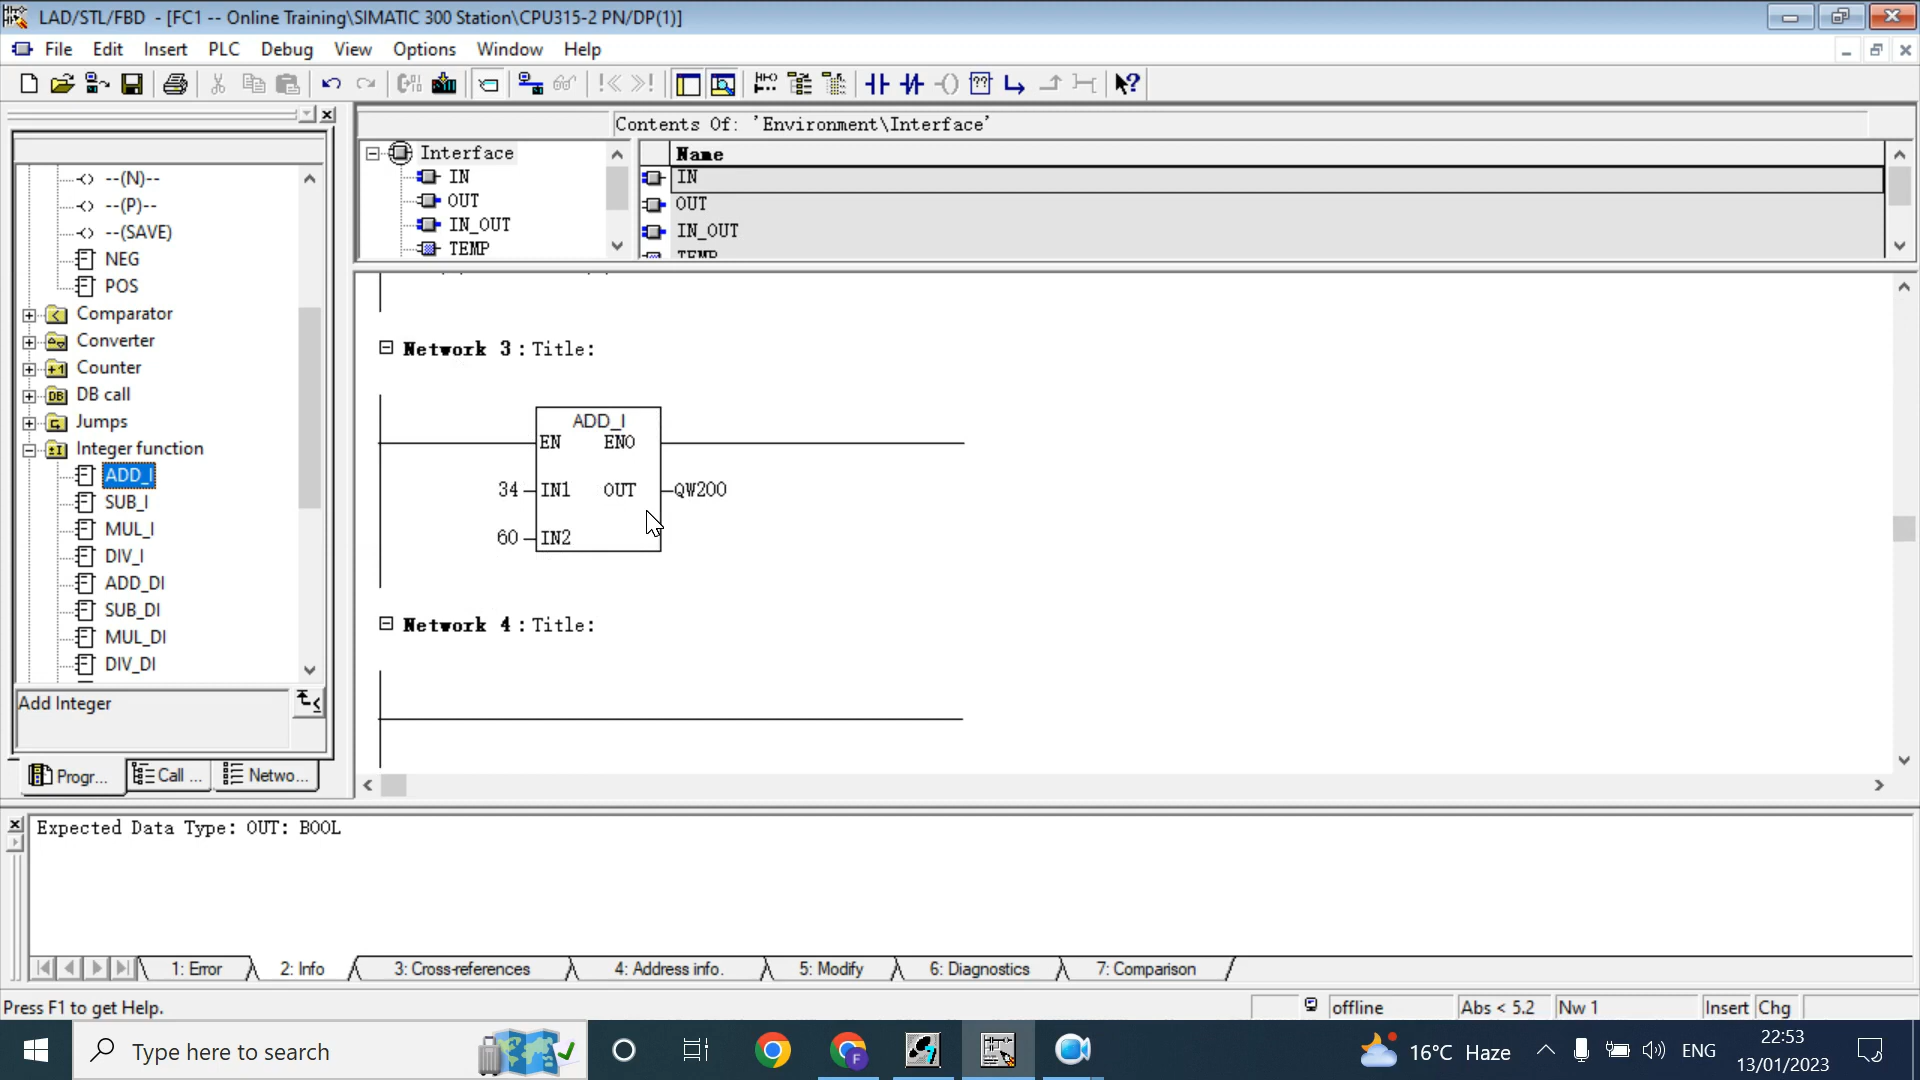 LAD/STL/FBD - [FC1 -- Online Training\SIMATIC 300 Station\CPU315-2 PN/DP(1)]
File Edit Insert PLC Debug View Options Window Help
Contents Of: 'Environment\Interface'
Interface
IN
OUT
IN_OUT
TEMP
Name
IN
OUT
IN_OUT
TEMP
--(N)--
--(P)--
--(SAVE)
NEG
POS
Comparator
Converter
Counter
DB call
Jumps
Integer function
ADD_I
SUB_I
MUL_I
DIV_I
ADD_DI
SUB_DI
MUL_DI
DIV_DI
Add Integer
Progr... Call ... Netwo...
Network 3 : Title:
ADD_I
EN ENO
34 IN1 OUT QW200
60 IN2
Network 4 : Title:
Expected Data Type: OUT: BOOL
1: Error 2: Info 3: Cross-references 4: Address info. 5: Modify 6: Diagnostics 7: Comparison
Press F1 to get Help. offline Abs < 5.2 Nw 1 Insert Chg
Type here to search 16°C Haze ENG 22:53
13/01/2023